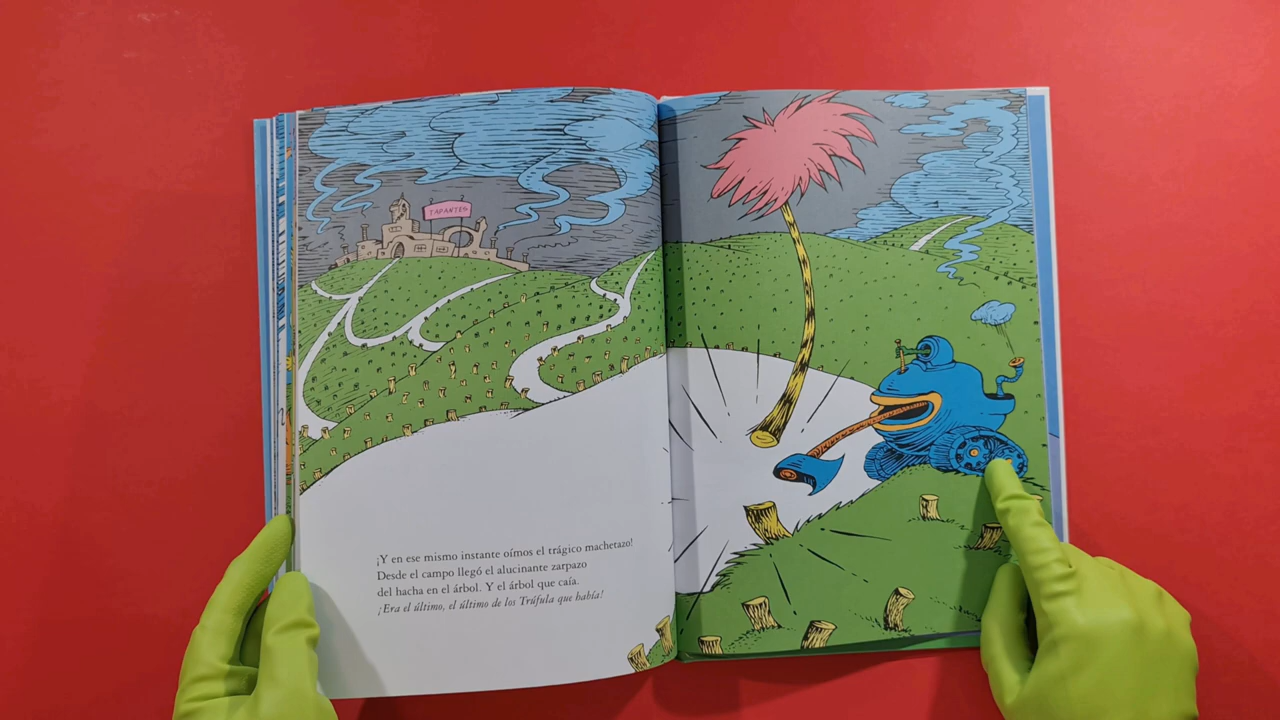 TAPANTES
¡Y en ese mismo instante oímos el trágico machetazo!
Desde el campo llegó el alucinante zarpazo
del hacha en el árbol. Y el árbol que caía.
¡Era el último, el último de los Trúfula que había!